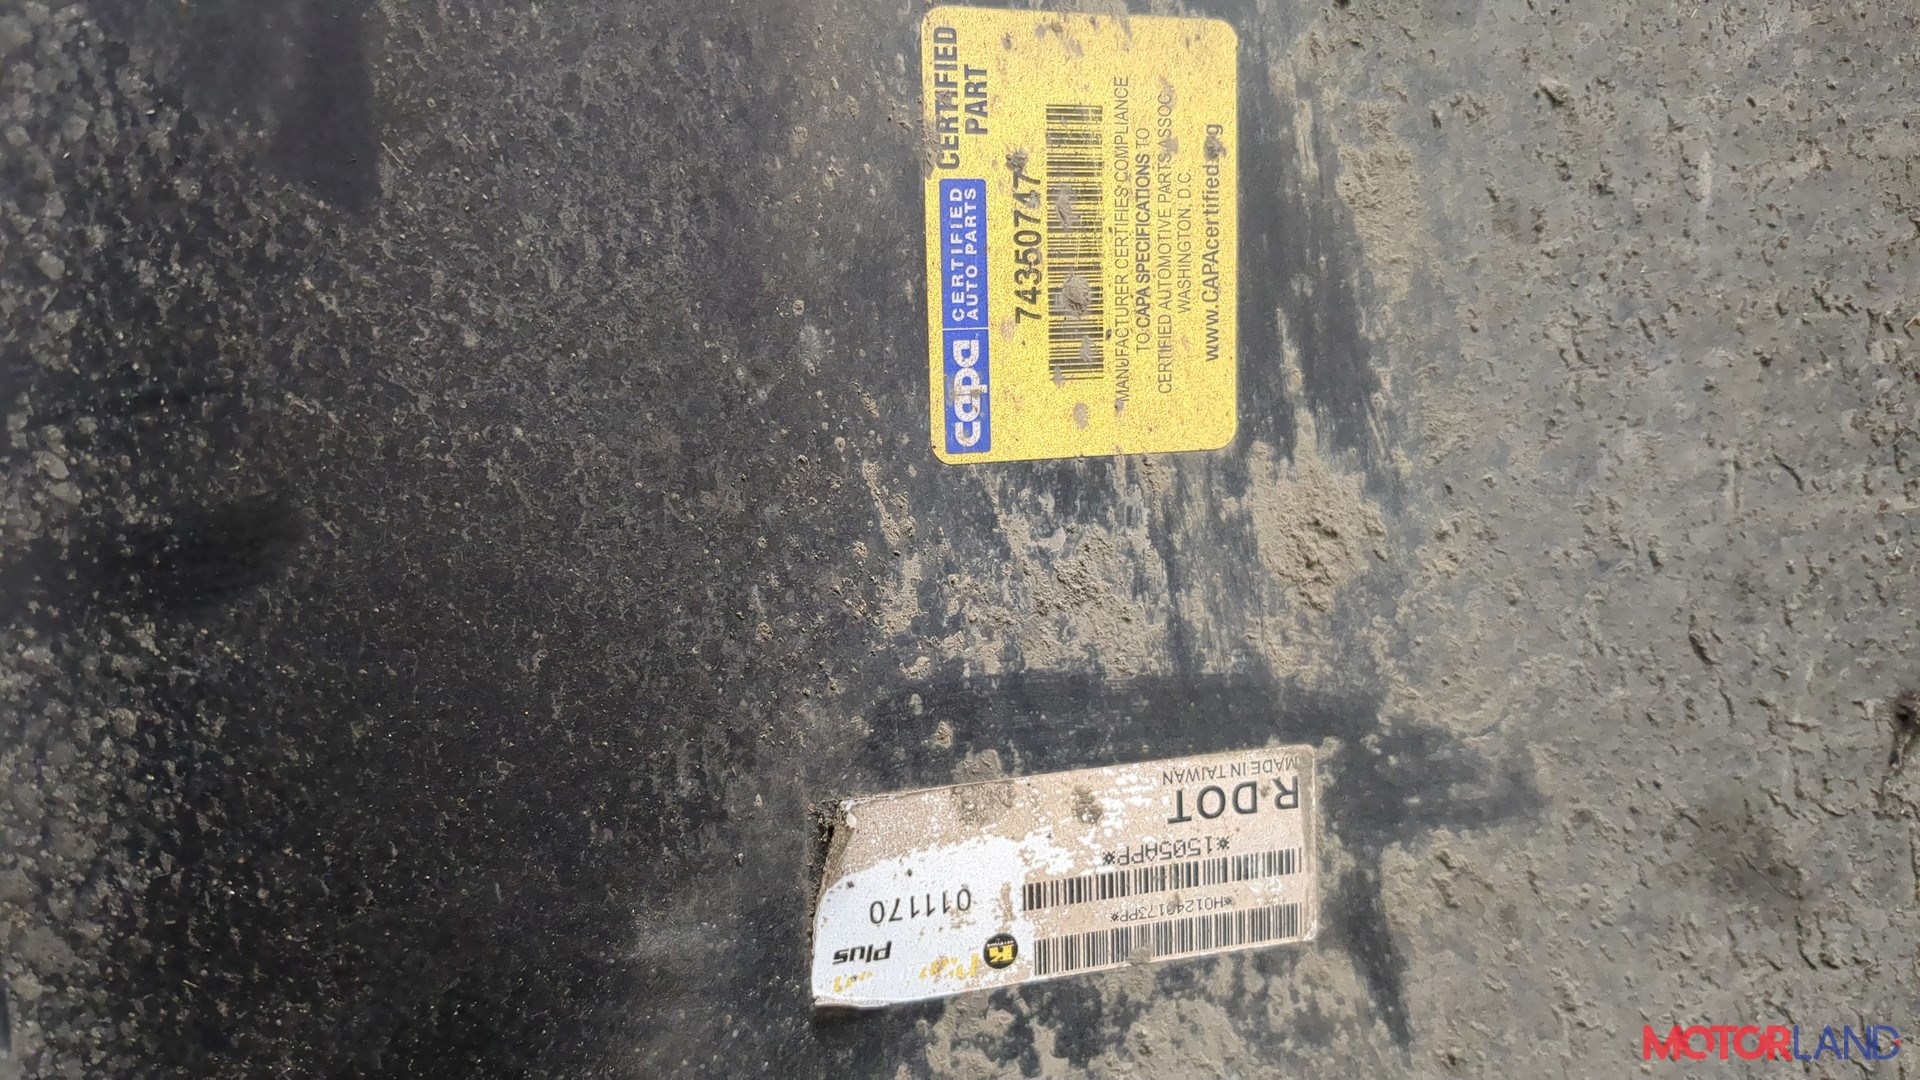 CERTIFIED
PART
capa
CERTIFIED
AUTO PARTS
74350747
MANUFACTURER CERTIFIES COMPLIANCE
TO CAPA SPECIFICATIONS TO
CERTIFIED AUTOMOTIVE PARTS ASSOC.
WASHINGTON, D.C.
www.CAPAcertified.org
Plus
011170
*HO1240173PP*
*1505APP*
R DOT
MADE IN TAIWAN
MOTORLAND